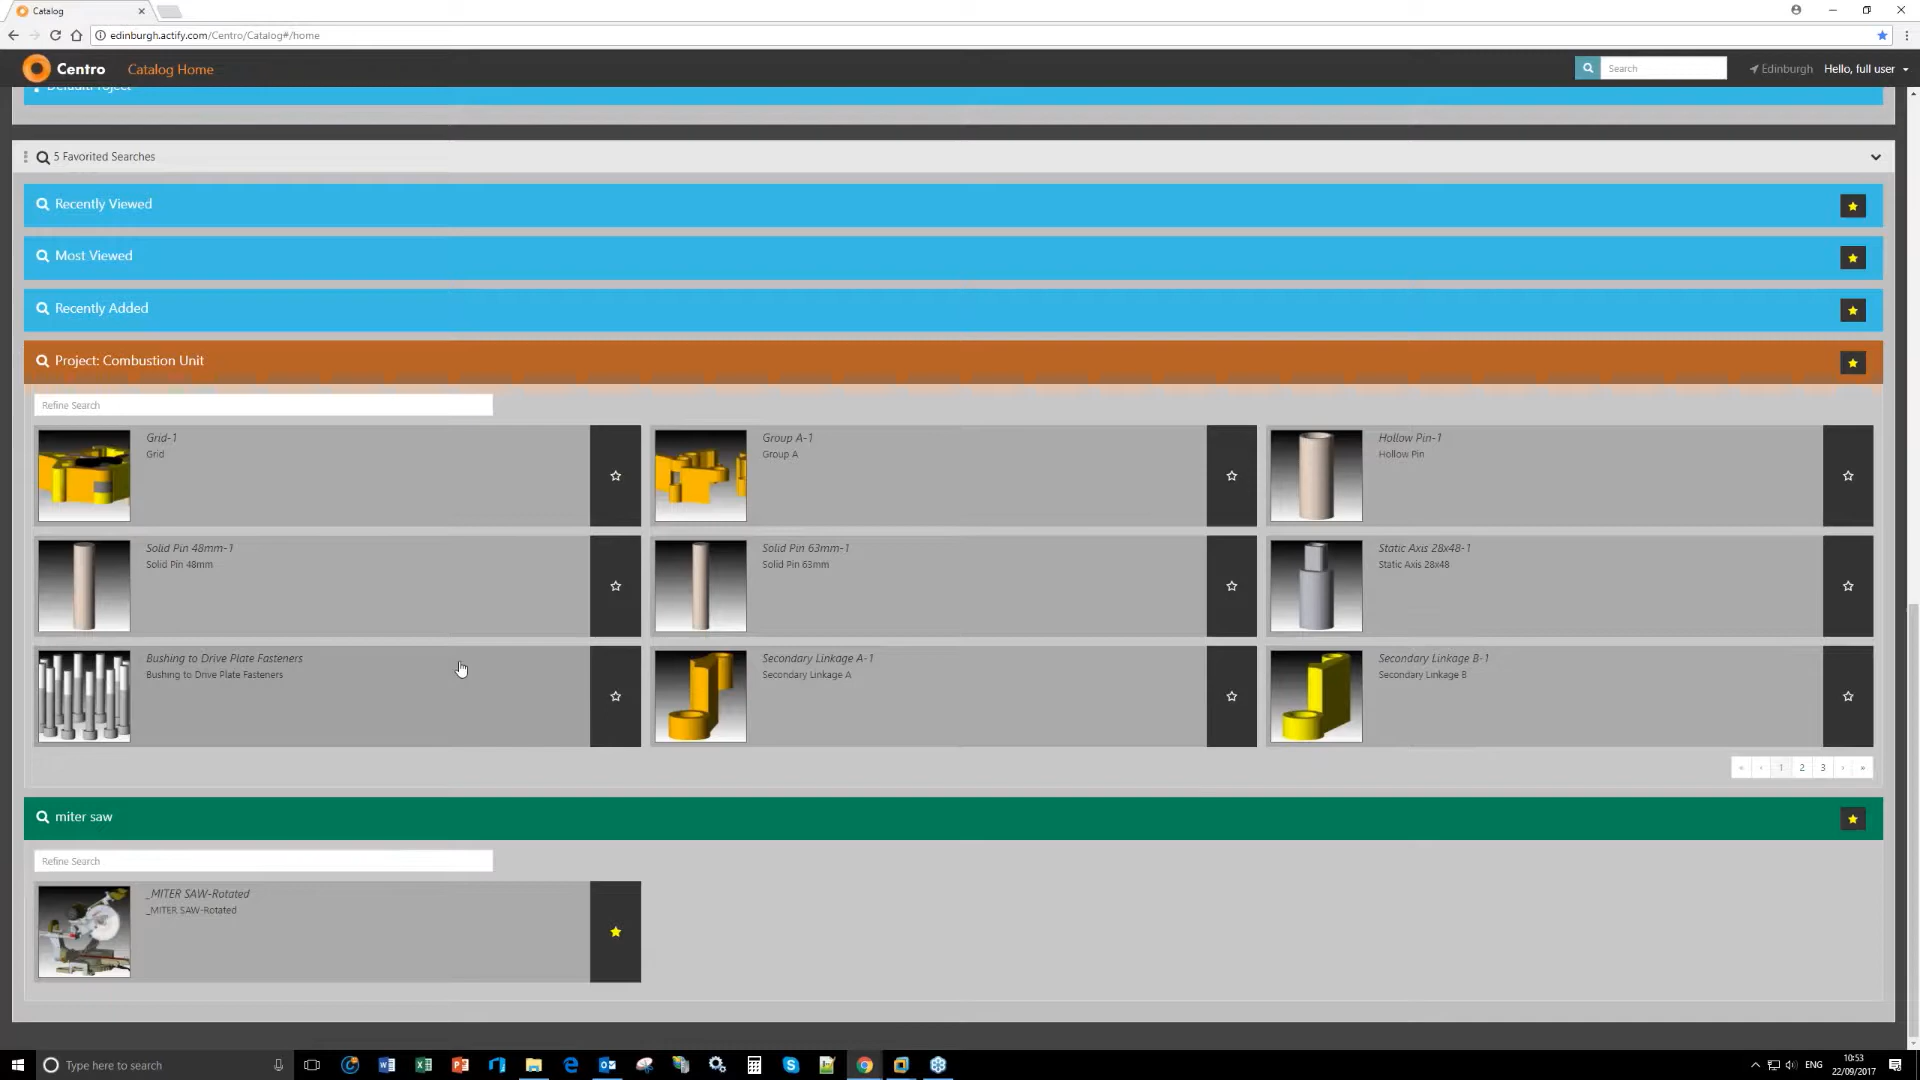 Catalog
edinburgh.actify.com/Centro/Catalog#/home
Centro
Catalog Home
Search
Edinburgh
Hello, full user
Default Project
5 Favorited Searches
Recently Viewed
Most Viewed
Recently Added
Project: Combustion Unit
Refine Search
Grid-1
Grid
Group A-1
Group A
Hollow Pin-1
Hollow Pin
Solid Pin 48mm-1
Solid Pin 48mm
Solid Pin 63mm-1
Solid Pin 63mm
Static Axis 28x48-1
Static Axis 28x48
Bushing to Drive Plate Fasteners
Bushing to Drive Plate Fasteners
Secondary Linkage A-1
Secondary Linkage A
Secondary Linkage B-1
Secondary Linkage B
« ‹ 1 2 3 › »
miter saw
Refine Search
_MITER SAW-Rotated
_MITER SAW-Rotated
Type here to search
ENG
10:53
22/09/2017